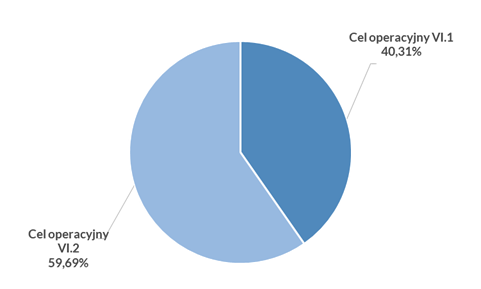 Cel operacyjny VI.1
40,31%
Cel operacyjny
VI.2
59,69%